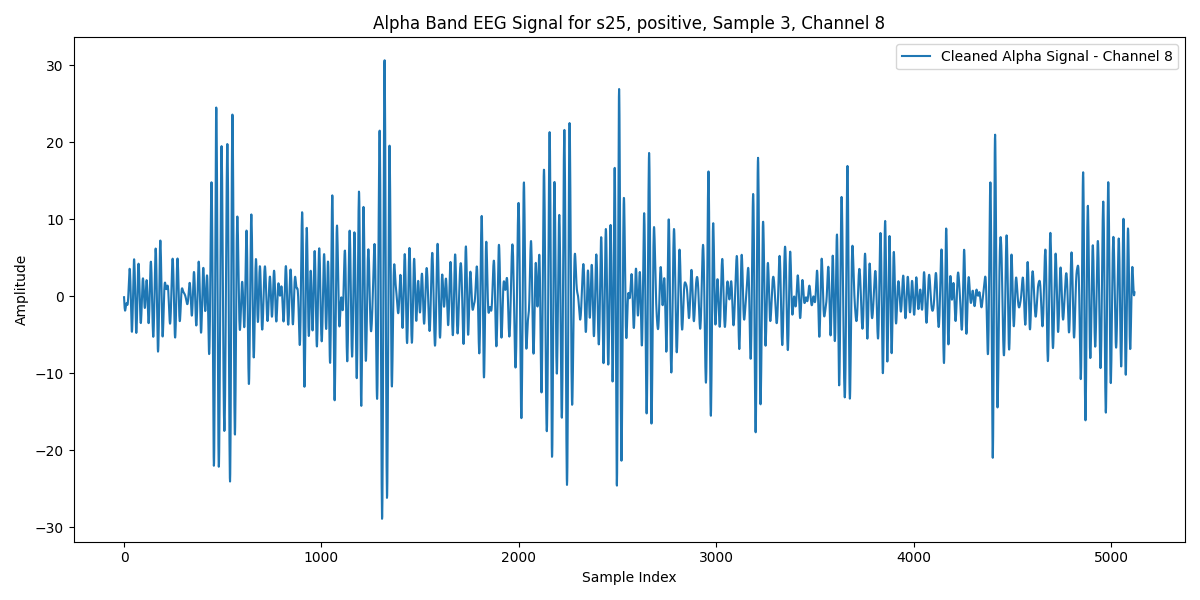 Alpha Band EEG Signal for s25, positive, Sample 3, Channel 8
Cleaned Alpha Signal - Channel 8
30
20
10
0
−10
−20
−30
Amplitude
0 1000 2000 3000 4000 5000
Sample Index